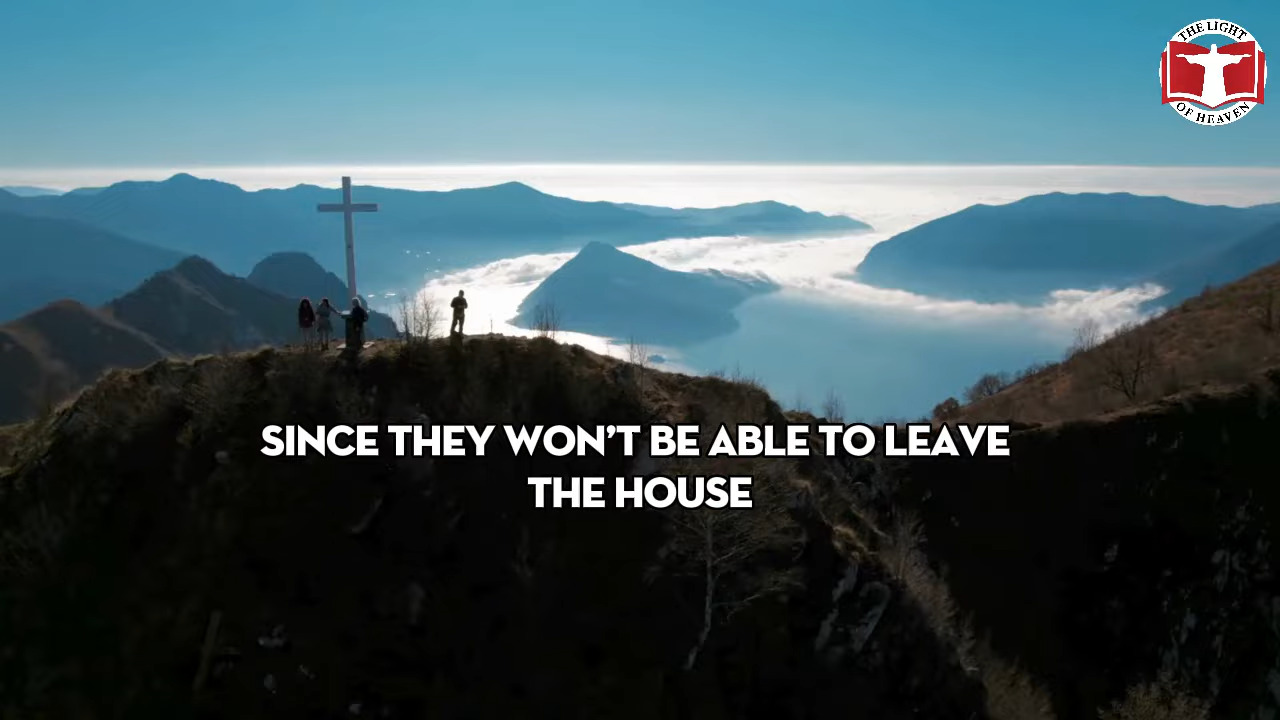 THE LIGHT
OF HEAVEN
SINCE THEY WON'T BE ABLE TO LEAVE
THE HOUSE